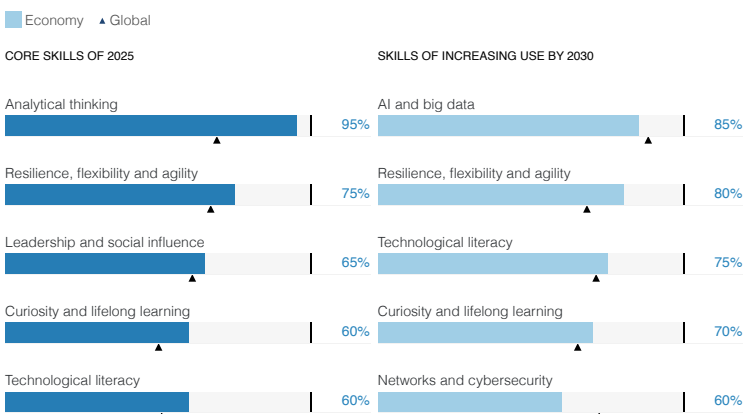 Economy ▲ Global
CORE SKILLS OF 2025
Analytical thinking
95%
Resilience, flexibility and agility
75%
Leadership and social influence
65%
Curiosity and lifelong learning
60%
Technological literacy
60%
SKILLS OF INCREASING USE BY 2030
AI and big data
85%
Resilience, flexibility and agility
80%
Technological literacy
75%
Curiosity and lifelong learning
70%
Networks and cybersecurity
60%